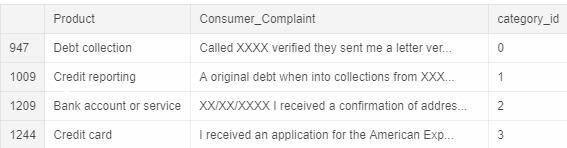 Product Consumer_Complaint category_id
947 Debt collection Called XXXX verified they sent me a letter ver... 0
1009 Credit reporting A original debt when into collections from XXX... 1
1209 Bank account or service XX/XX/XXXX I received a confirmation of addres... 2
1244 Credit card I received an application for the American Exp... 3